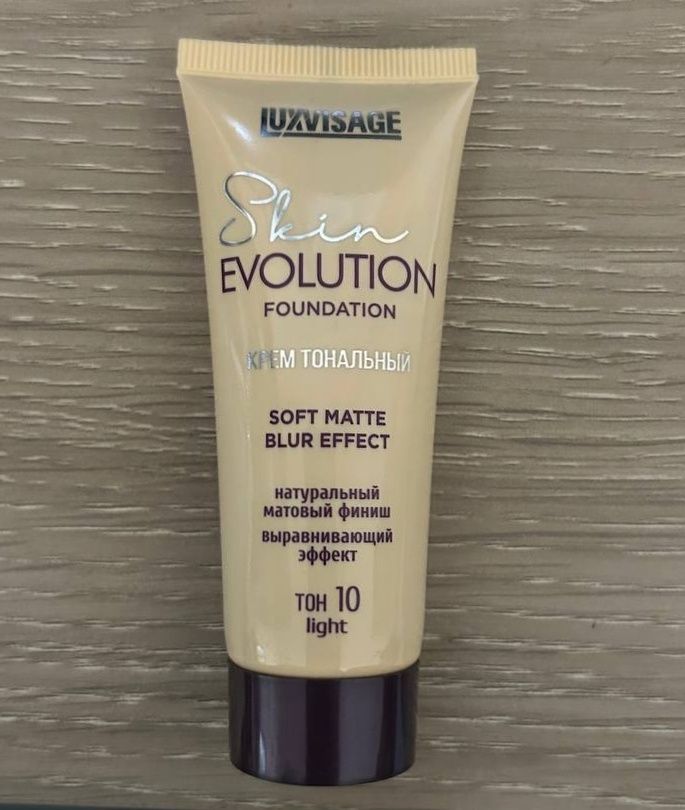 LUXVISAGE
Skin
EVOLUTION
FOUNDATION
КРЕМ ТОНАЛЬНЫЙ
SOFT MATTE
BLUR EFFECT
натуральный
матовый финиш
выравнивающий
эффект
ТОН 10
light